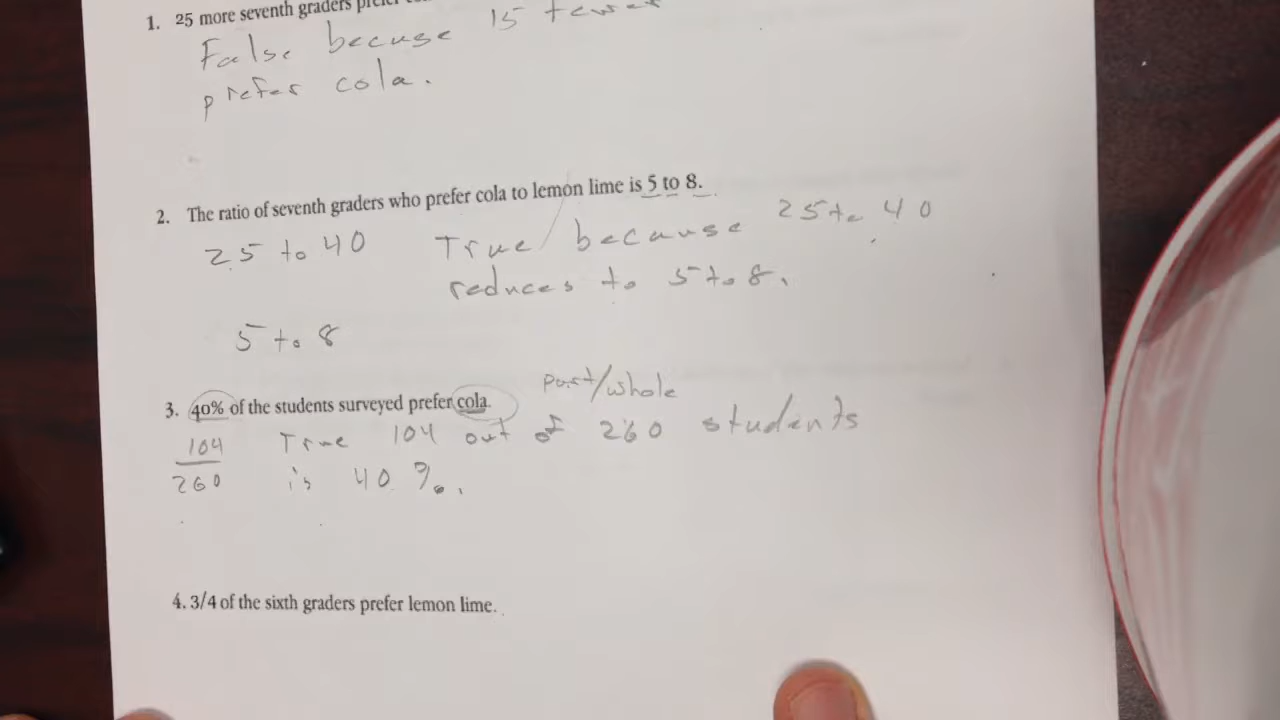 1. 25 more seventh graders prefer
False becuse 15 fewer
prefer cola.
2. The ratio of seventh graders who prefer cola to lemon lime is 5 to 8.
25 to 40 True because 25 to 40
reduces to 5 to 8.
5 to 8
part/whole
3. 40% of the students surveyed prefer cola.
104 True 104 out of 260 students
260 is 40%.
4. 3/4 of the sixth graders prefer lemon lime.